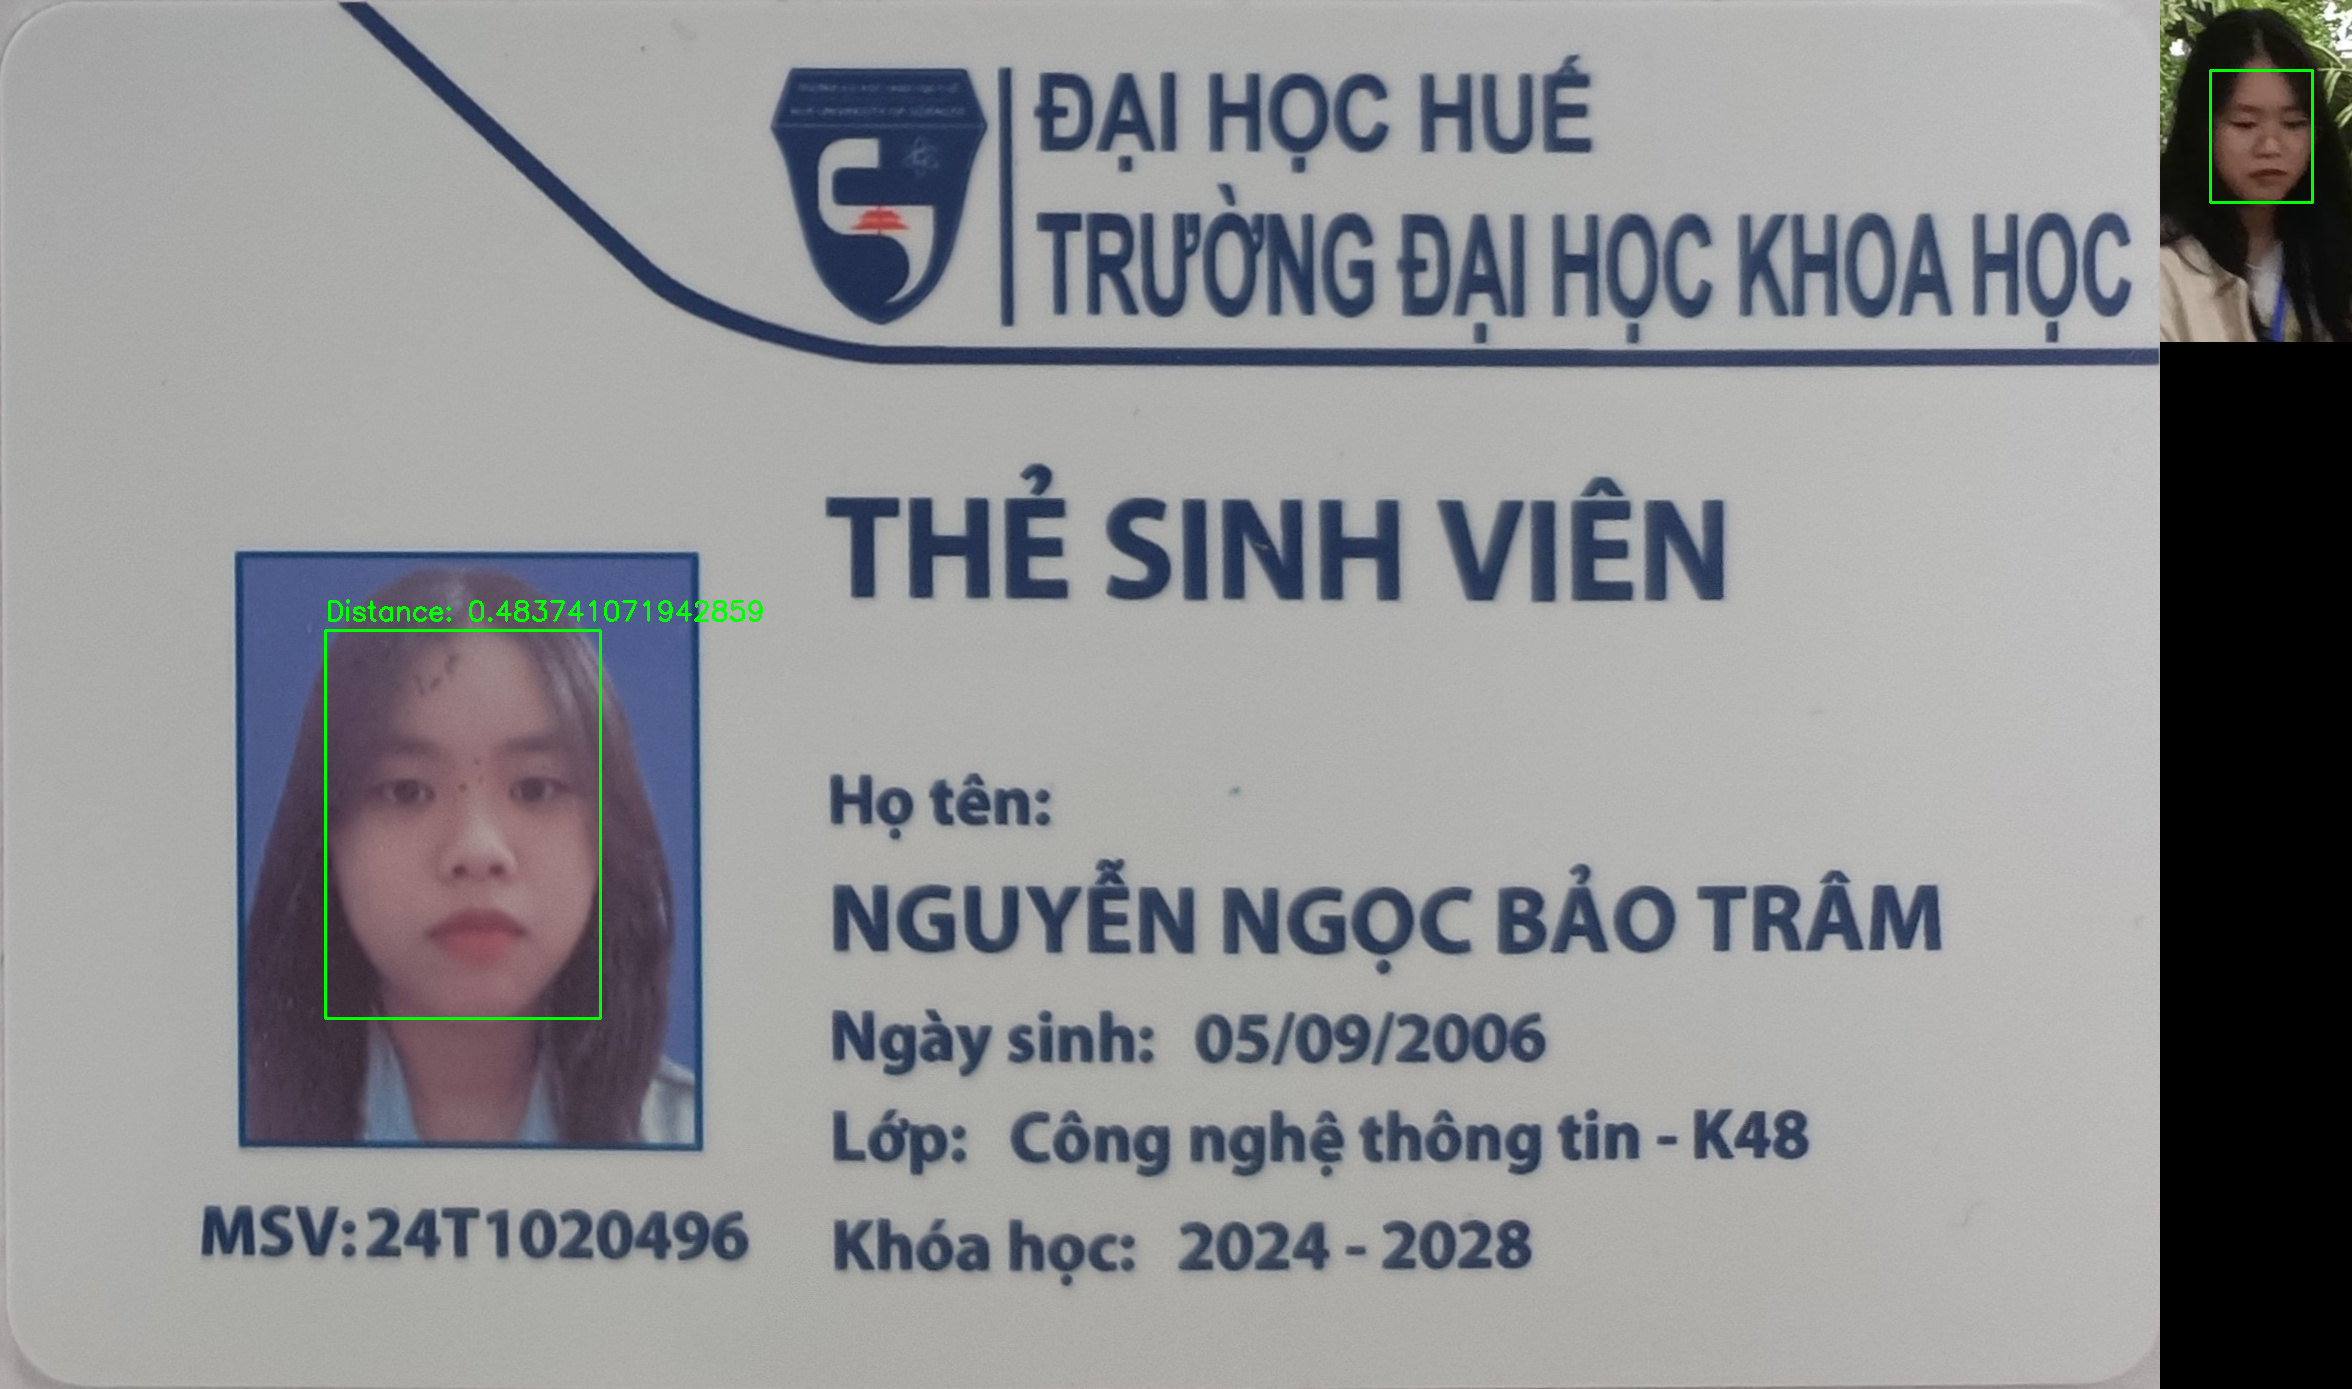 ĐẠI HỌC HUẾ
TRƯỜNG ĐẠI HỌC KHOA HỌC
THẺ SINH VIÊN
Distance: 0.483741071942859
Họ tên:
NGUYỄN NGỌC BẢO TRÂM
Ngày sinh: 05/09/2006
Lớp: Công nghệ thông tin - K48
MSV: 24T1020496
Khóa học: 2024 - 2028